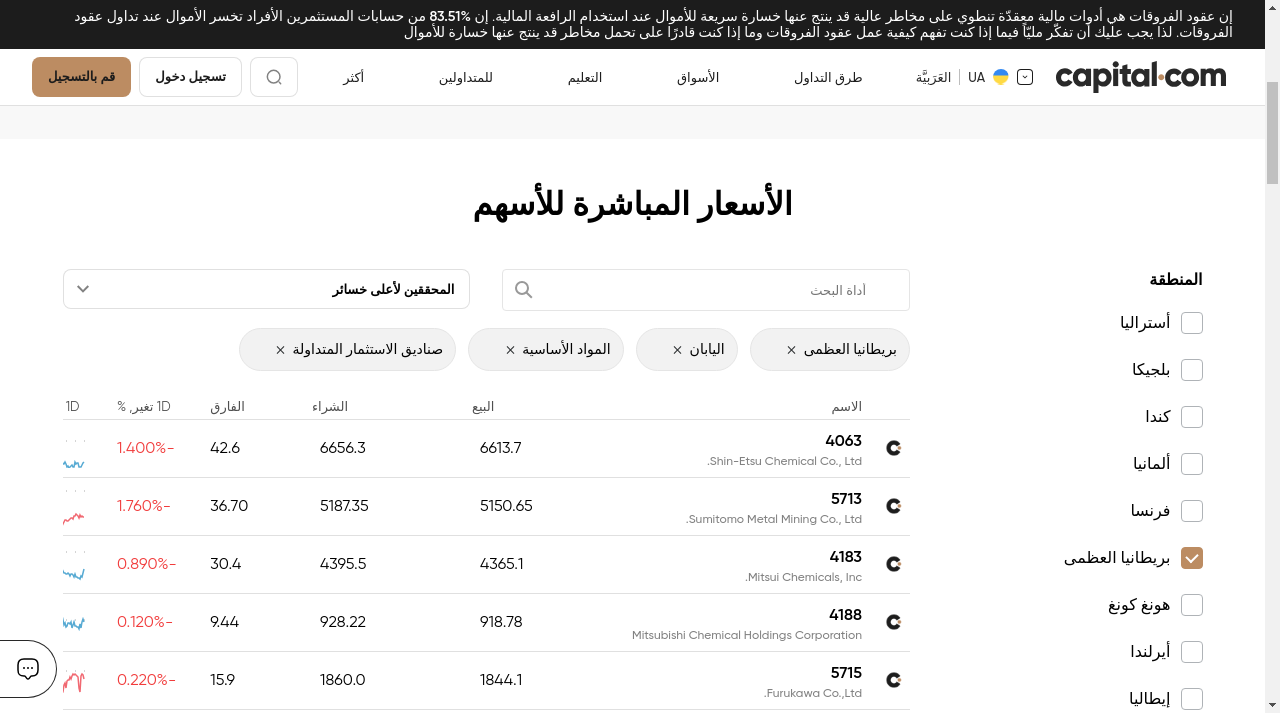 إن عقود الفروقات هي أدوات مالية معقدّة تنطوي على مخاطر عالية قد ينتج عنها خسارة سريعة للأموال عند استخدام الرافعة المالية. إن 83.51% من حسابات المستثمرين الأفراد تخسر الأموال عند تداول عقود
الفروقات. لذا يجب عليك أن تفكّر مليّاً فيما إذا كنت تفهم كيفية عمل عقود الفروقات وما إذا كنت قادرًا على تحمل مخاطر قد ينتج عنها خسارة للأموال
capital.com
UA
العَرَبيَّة
طرق التداول
الأسواق
التعليم
للمتداولين
أكثر
تسجيل دخول
قم بالتسجيل
الأسعار المباشرة للأسهم
المنطقة
أستراليا
بلجيكا
كندا
ألمانيا
فرنسا
بريطانيا العظمى
هونغ كونغ
أيرلندا
إيطاليا
أداة البحث
المحققين لأعلى خسائر
بريطانيا العظمى ×
اليابان ×
المواد الأساسية ×
صناديق الاستثمار المتداولة ×
الاسم البيع الشراء الفارق 1D تغير, % 1D
4063 6613.7 6656.3 42.6 -1.400%
Shin-Etsu Chemical Co., Ltd.
5713 5150.65 5187.35 36.70 -1.760%
Sumitomo Metal Mining Co., Ltd.
4183 4365.1 4395.5 30.4 -0.890%
Mitsui Chemicals, Inc.
4188 918.78 928.22 9.44 -0.120%
Mitsubishi Chemical Holdings Corporation
5715 1844.1 1860.0 15.9 -0.220%
Furukawa Co.,Ltd.